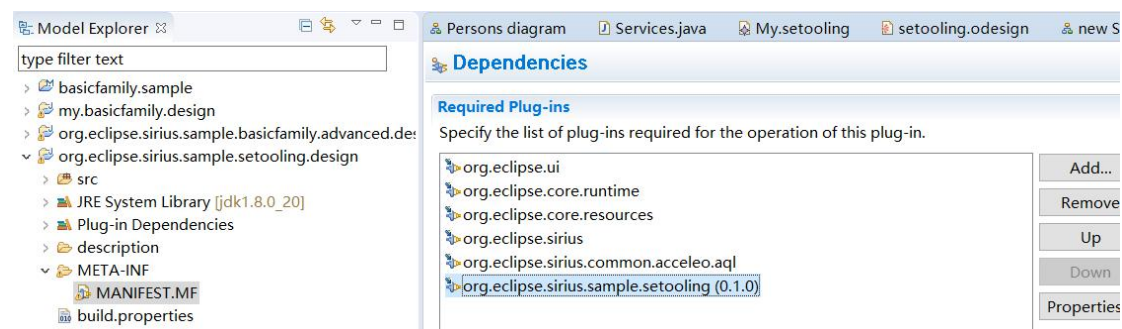 Model Explorer
type filter text
basicfamily.sample
my.basicfamily.design
org.eclipse.sirius.sample.basicfamily.advanced.de
org.eclipse.sirius.sample.setooling.design
src
JRE System Library [jdk1.8.0_20]
Plug-in Dependencies
description
META-INF
MANIFEST.MF
build.properties
Persons diagram Services.java My.setooling setooling.odesign new S
Dependencies
Required Plug-ins
Specify the list of plug-ins required for the operation of this plug-in.
org.eclipse.ui
org.eclipse.core.runtime
org.eclipse.core.resources
org.eclipse.sirius
org.eclipse.sirius.common.acceleo.aql
org.eclipse.sirius.sample.setooling (0.1.0)
Add...
Remove
Up
Down
Properties